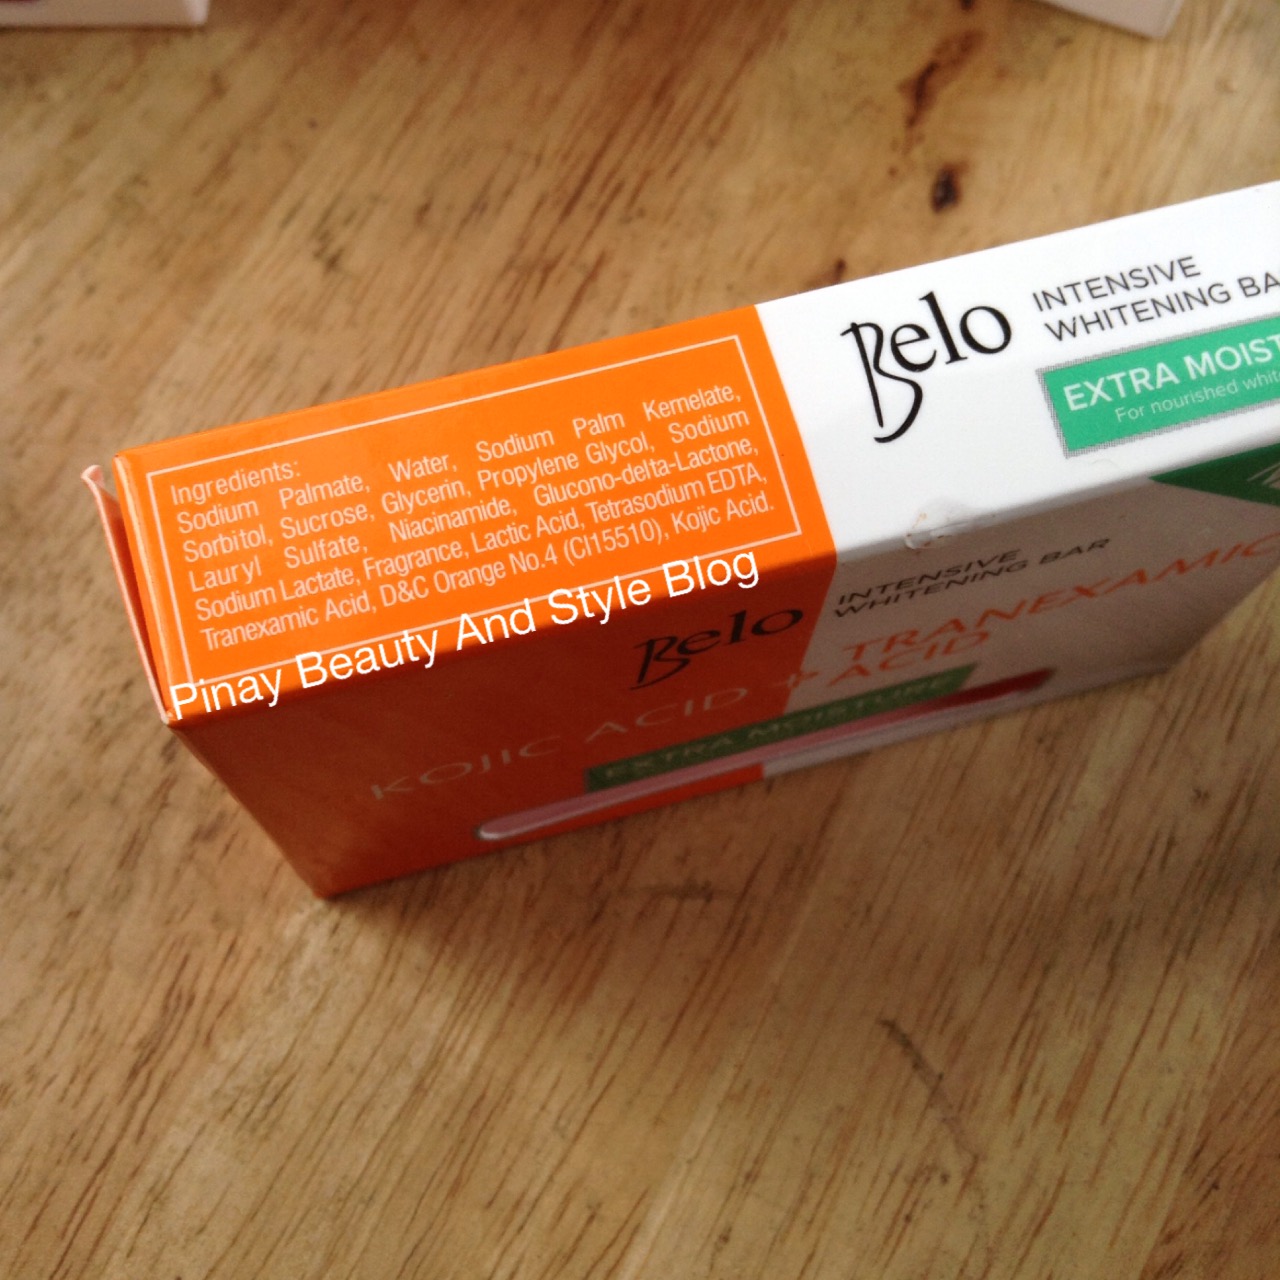 Ingredients:
Sodium Palmate, Water, Sodium Palm Kernelate,
Sorbitol, Sucrose, Glycerin, Propylene Glycol, Sodium
Lauryl Sulfate, Niacinamide, Glucono-delta-Lactone,
Sodium Lactate, Fragrance, Lactic Acid, Tetrasodium EDTA,
Tranexamic Acid, D&C Orange No.4 (CI15510), Kojic Acid.
Belo
INTENSIVE
WHITENING BA
EXTRA MOIST
For nourished white
Pinay Beauty And Style Blog
Belo
INTENSIVE
WHITENING BAR
KOJIC ACID + TRANEXAMIC
ACID
EXTRA MOISTURE